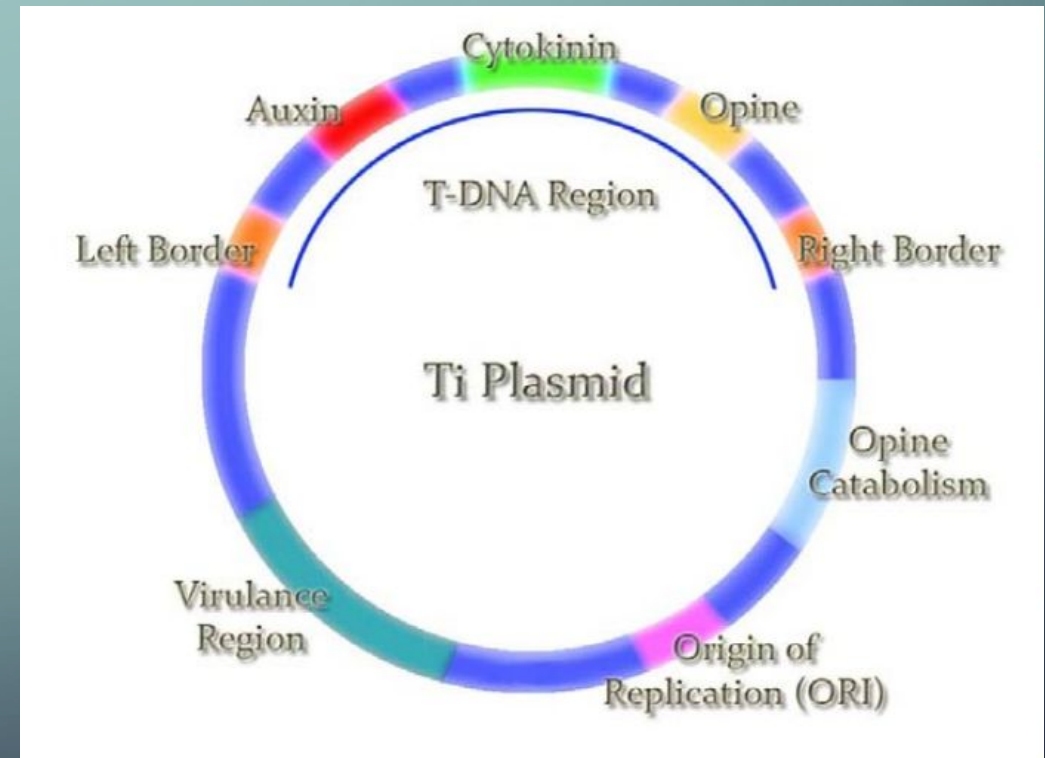 Cytokinin
Auxin
Opine
T-DNA Region
Left Border
Right Border
Ti Plasmid
Opine
Catabolism
Virulance
Region
Origin of
Replication (ORI)